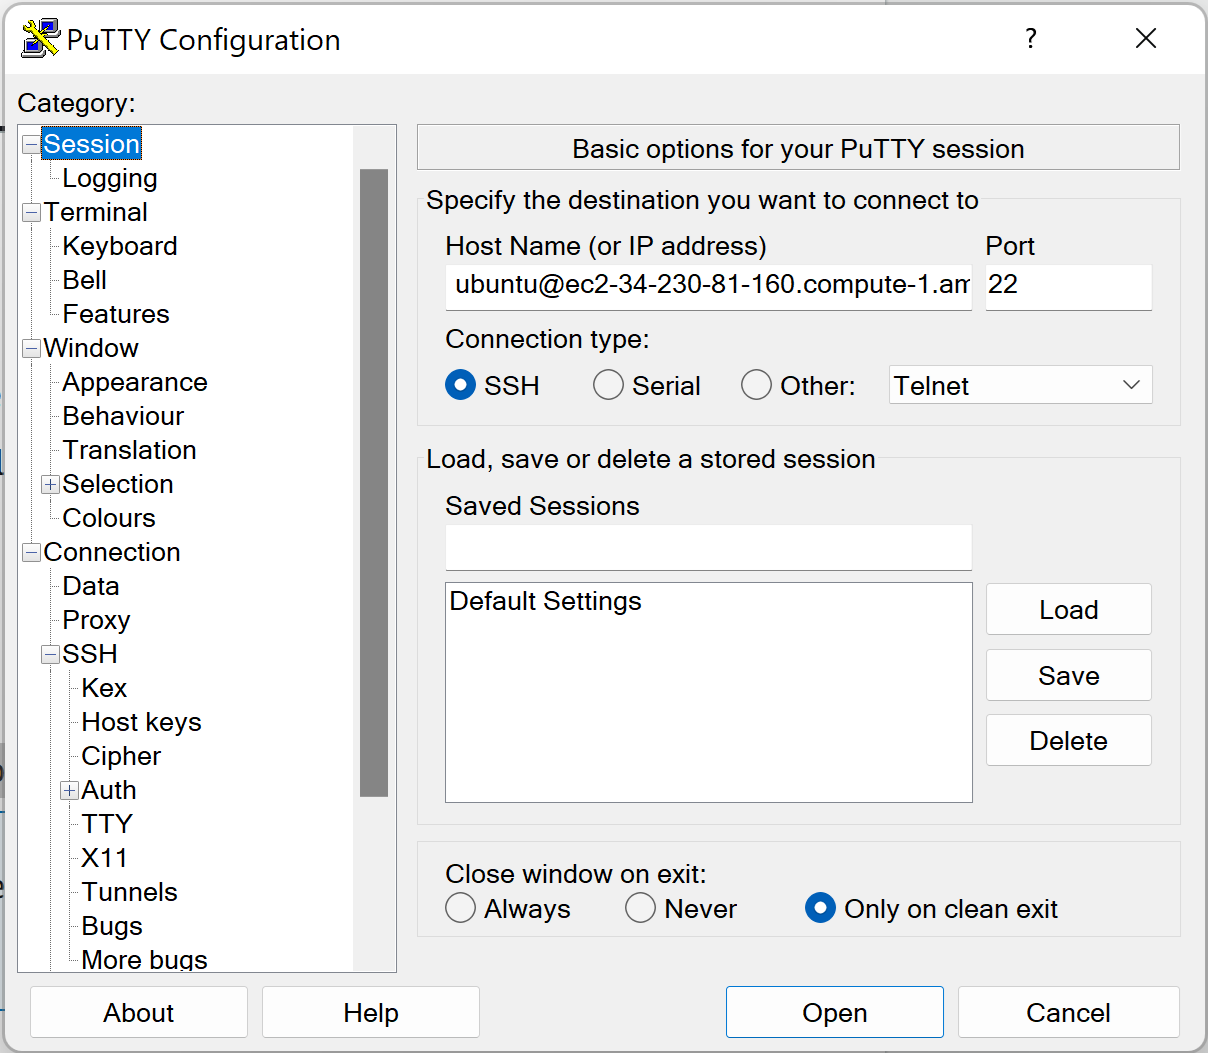 PuTTY Configuration
?
Category:
Session
Logging
Terminal
Keyboard
Bell
Features
Window
Appearance
Behaviour
Translation
Selection
Colours
Connection
Data
Proxy
SSH
Kex
Host keys
Cipher
Auth
TTY
X11
Tunnels
Bugs
More bugs
Basic options for your PuTTY session
Specify the destination you want to connect to
Host Name (or IP address) Port
ubuntu@ec2-34-230-81-160.compute-1.am 22
Connection type:
SSH Serial Other: Telnet
Load, save or delete a stored session
Saved Sessions
Default Settings
Load
Save
Delete
Close window on exit:
Always Never Only on clean exit
About Help Open Cancel